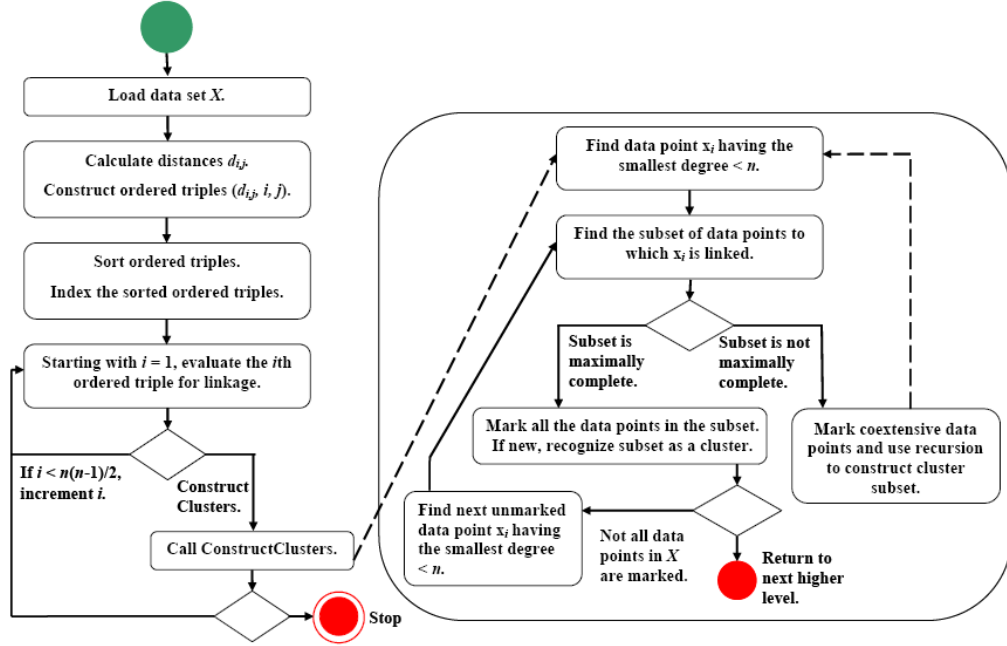 Load data set X.
Calculate distances d_{i,j}.
Construct ordered triples (d_{i,j}, i, j).
Sort ordered triples.
Index the sorted ordered triples.
Starting with i = 1, evaluate the ith
ordered triple for linkage.
If i < n(n-1)/2,
increment i.
Construct
Clusters.
Call ConstructClusters.
Stop
Find data point x_i having the
smallest degree < n.
Find the subset of data points to
which x_i is linked.
Subset is
maximally
complete.
Subset is not
maximally
complete.
Mark all the data points in the subset.
If new, recognize subset as a cluster.
Mark coextensive data
points and use recursion
to construct cluster
subset.
Find next unmarked
data point x_i having
the smallest degree
< n.
Not all data
points in X
are marked.
Return to
next higher
level.